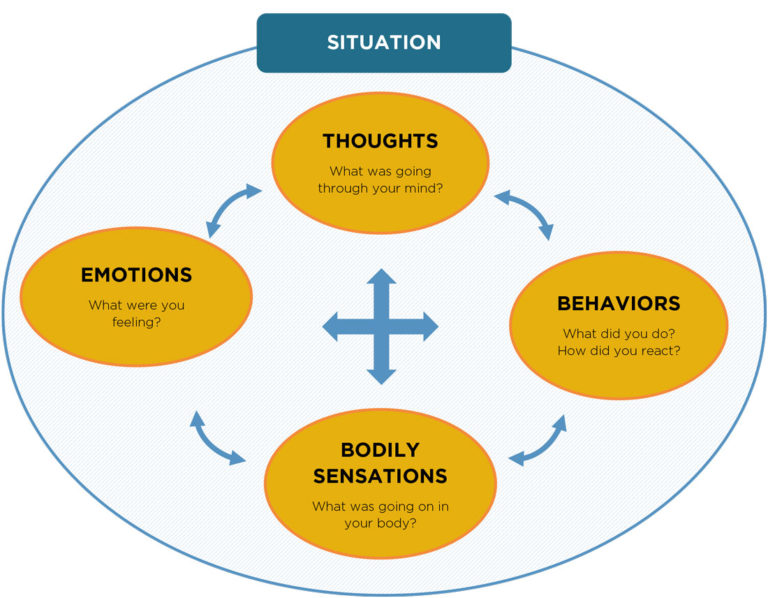 SITUATION
THOUGHTS
What was going
through your mind?
EMOTIONS
What were you
feeling?
BEHAVIORS
What did you do?
How did you react?
BODILY
SENSATIONS
What was going on in
your body?